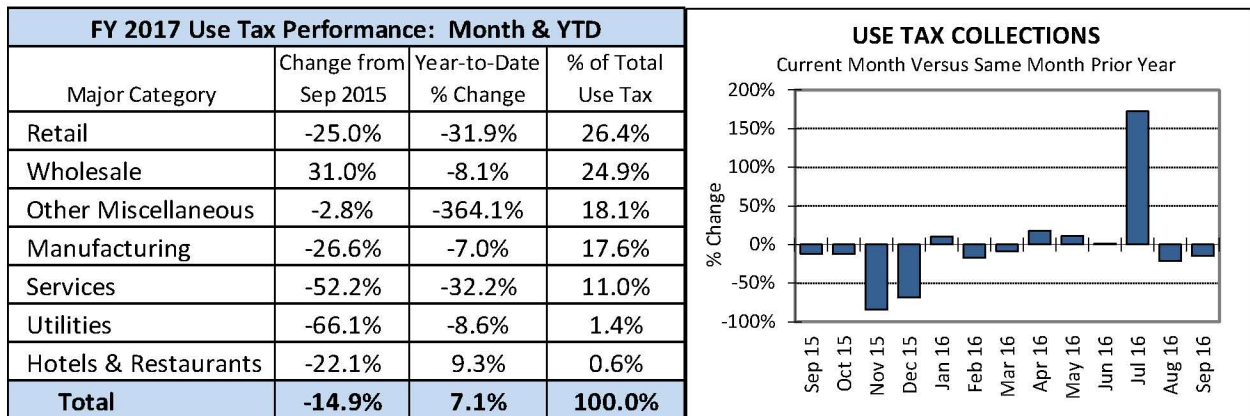 FY 2017 Use Tax Performance: Month & YTD
Major Category Change from Sep 2015 Year-to-Date % Change % of Total Use Tax
Retail -25.0% -31.9% 26.4%
Wholesale 31.0% -8.1% 24.9%
Other Miscellaneous -2.8% -364.1% 18.1%
Manufacturing -26.6% -7.0% 17.6%
Services -52.2% -32.2% 11.0%
Utilities -66.1% -8.6% 1.4%
Hotels & Restaurants -22.1% 9.3% 0.6%
Total -14.9% 7.1% 100.0%
USE TAX COLLECTIONS
Current Month Versus Same Month Prior Year
% Change
200%
150%
100%
50%
0%
-50%
-100%
Sep 15
Oct 15
Nov 15
Dec 15
Jan 16
Feb 16
Mar 16
Apr 16
May 16
Jun 16
Jul 16
Aug 16
Sep 16